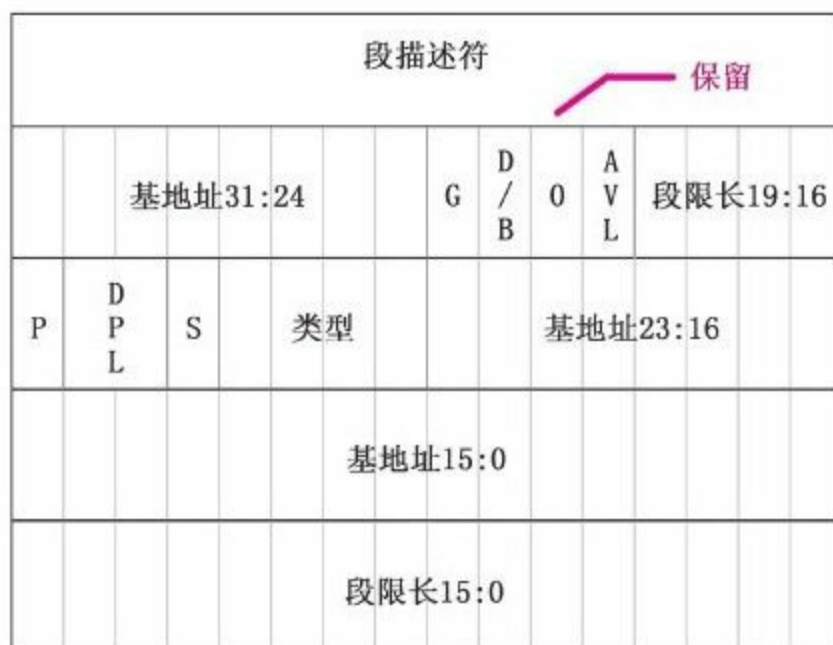 段描述符
保留
基地址31:24 G D/B 0 AVL 段限长19:16
P DPL S 类型 基地址23:16
基地址15:0
段限长15:0